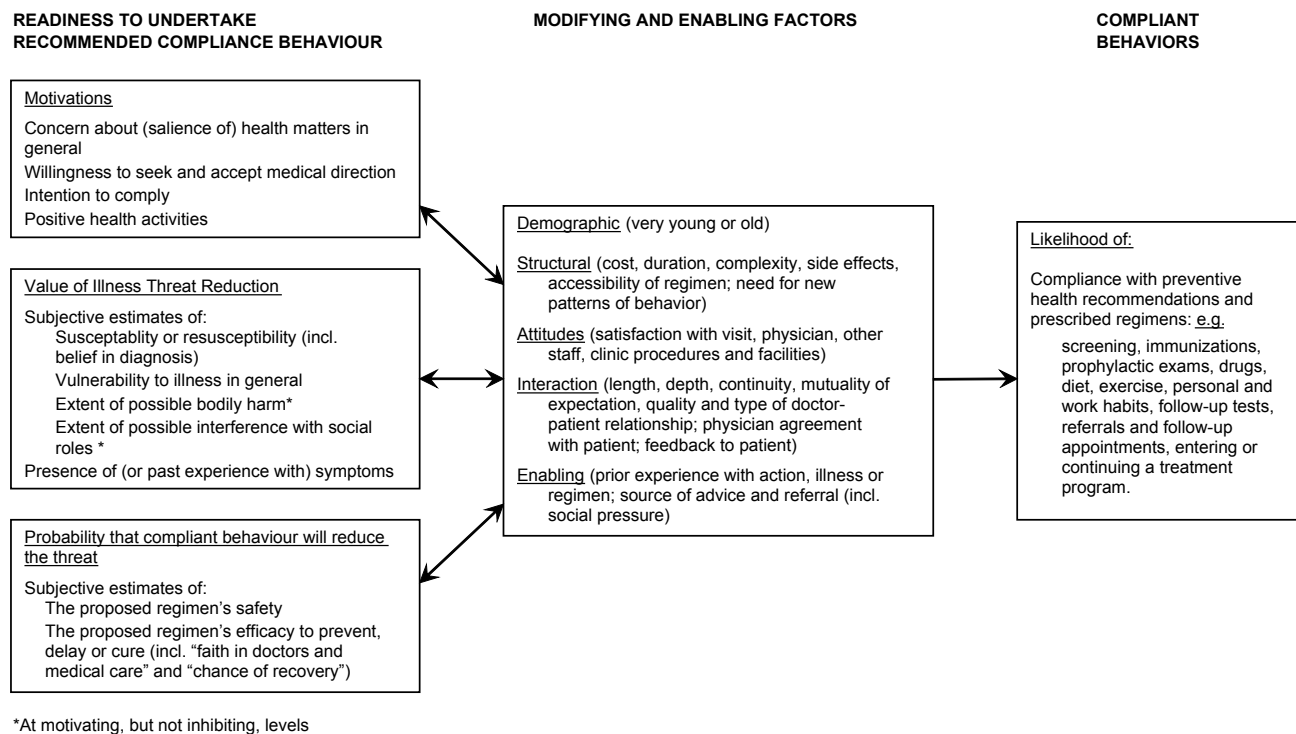 READINESS TO UNDERTAKE
RECOMMENDED COMPLIANCE BEHAVIOUR
MODIFYING AND ENABLING FACTORS
COMPLIANT
BEHAVIORS
Motivations
Concern about (salience of) health matters in
general
Willingness to seek and accept medical direction
Intention to comply
Positive health activities
Value of Illness Threat Reduction
Subjective estimates of:
Susceptablity or resusceptibility (incl.
belief in diagnosis)
Vulnerability to illness in general
Extent of possible bodily harm*
Extent of possible interference with social
roles *
Presence of (or past experience with) symptoms
Probability that compliant behaviour will reduce
the threat
Subjective estimates of:
The proposed regimen’s safety
The proposed regimen’s efficacy to prevent,
delay or cure (incl. “faith in doctors and
medical care” and “chance of recovery”)
Demographic (very young or old)
Structural (cost, duration, complexity, side effects,
accessibility of regimen; need for new
patterns of behavior)
Attitudes (satisfaction with visit, physician, other
staff, clinic procedures and facilities)
Interaction (length, depth, continuity, mutuality of
expectation, quality and type of doctor-
patient relationship; physician agreement
with patient; feedback to patient)
Enabling (prior experience with action, illness or
regimen; source of advice and referral (incl.
social pressure)
Likelihood of:
Compliance with preventive
health recommendations and
prescribed regimens: e.g.
screening, immunizations,
prophylactic exams, drugs,
diet, exercise, personal and
work habits, follow-up tests,
referrals and follow-up
appointments, entering or
continuing a treatment
program.
*At motivating, but not inhibiting, levels